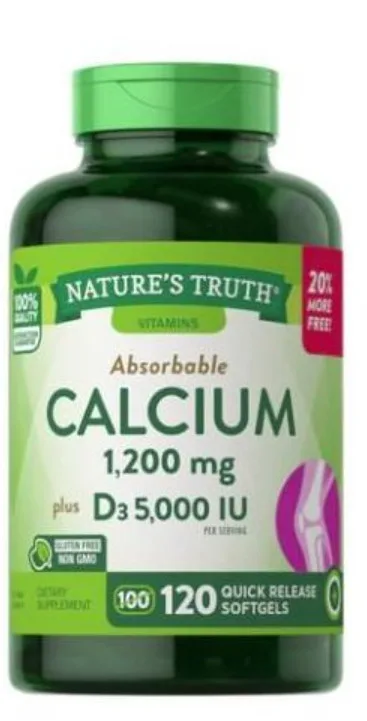 NATURE'S TRUTH®
VITAMINS
100%
QUALITY
20%
MORE
FREE!
Absorbable
CALCIUM
1,200 mg
plus D3 5,000 IU
PER SERVING
GLUTEN FREE
NON GMO
DIETARY
SUPPLEMENT
100 120 QUICK RELEASE
SOFTGELS